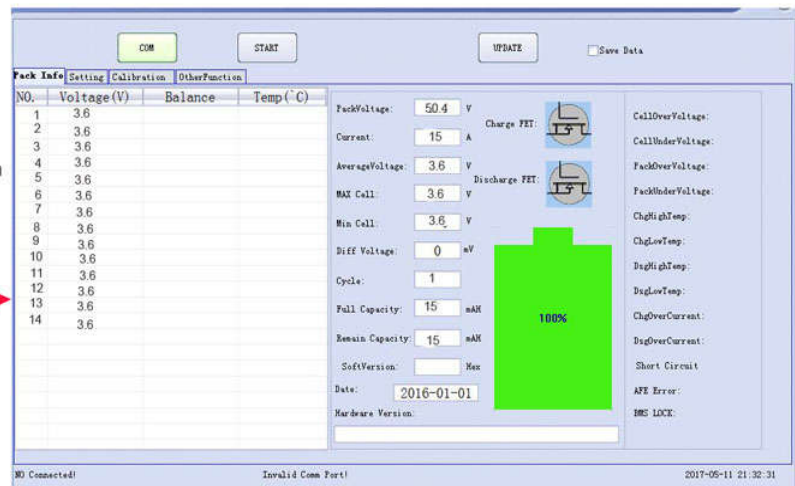 COM START UPDATE Save Data
Pack Info Setting Calibration OtherFunction
NO. Voltage(V) Balance Temp(°C)
1 3.6
2 3.6
3 3.6
4 3.6
5 3.6
6 3.6
7 3.6
8 3.6
9 3.6
10 3.6
11 3.6
12 3.6
13 3.6
14 3.6
PackVoltage: 50.4 V
Current: 15 A
AverageVoltage: 3.6 V
MAX Cell: 3.6 V
Min Cell: 3.6 V
Diff Voltage: 0 mV
Cycle: 1
Full Capacity: 15 mAH
Remain Capacity: 15 mAH
SoftVersion: Hex
Date: 2016-01-01
Hardware Version:
Charge FET:
Discharge FET:
100%
CellOverVoltage:
CellUnderVoltage:
PackOverVoltage:
PackUnderVoltage:
ChgHighTemp:
ChgLowTemp:
DsgHighTemp:
DsgLowTemp:
ChgOverCurrent:
DsgOverCurrent:
Short Circuit
AFE Error:
BMS LOCK:
NO Connected! Invalid Comm Port! 2017-05-11 21:32:31